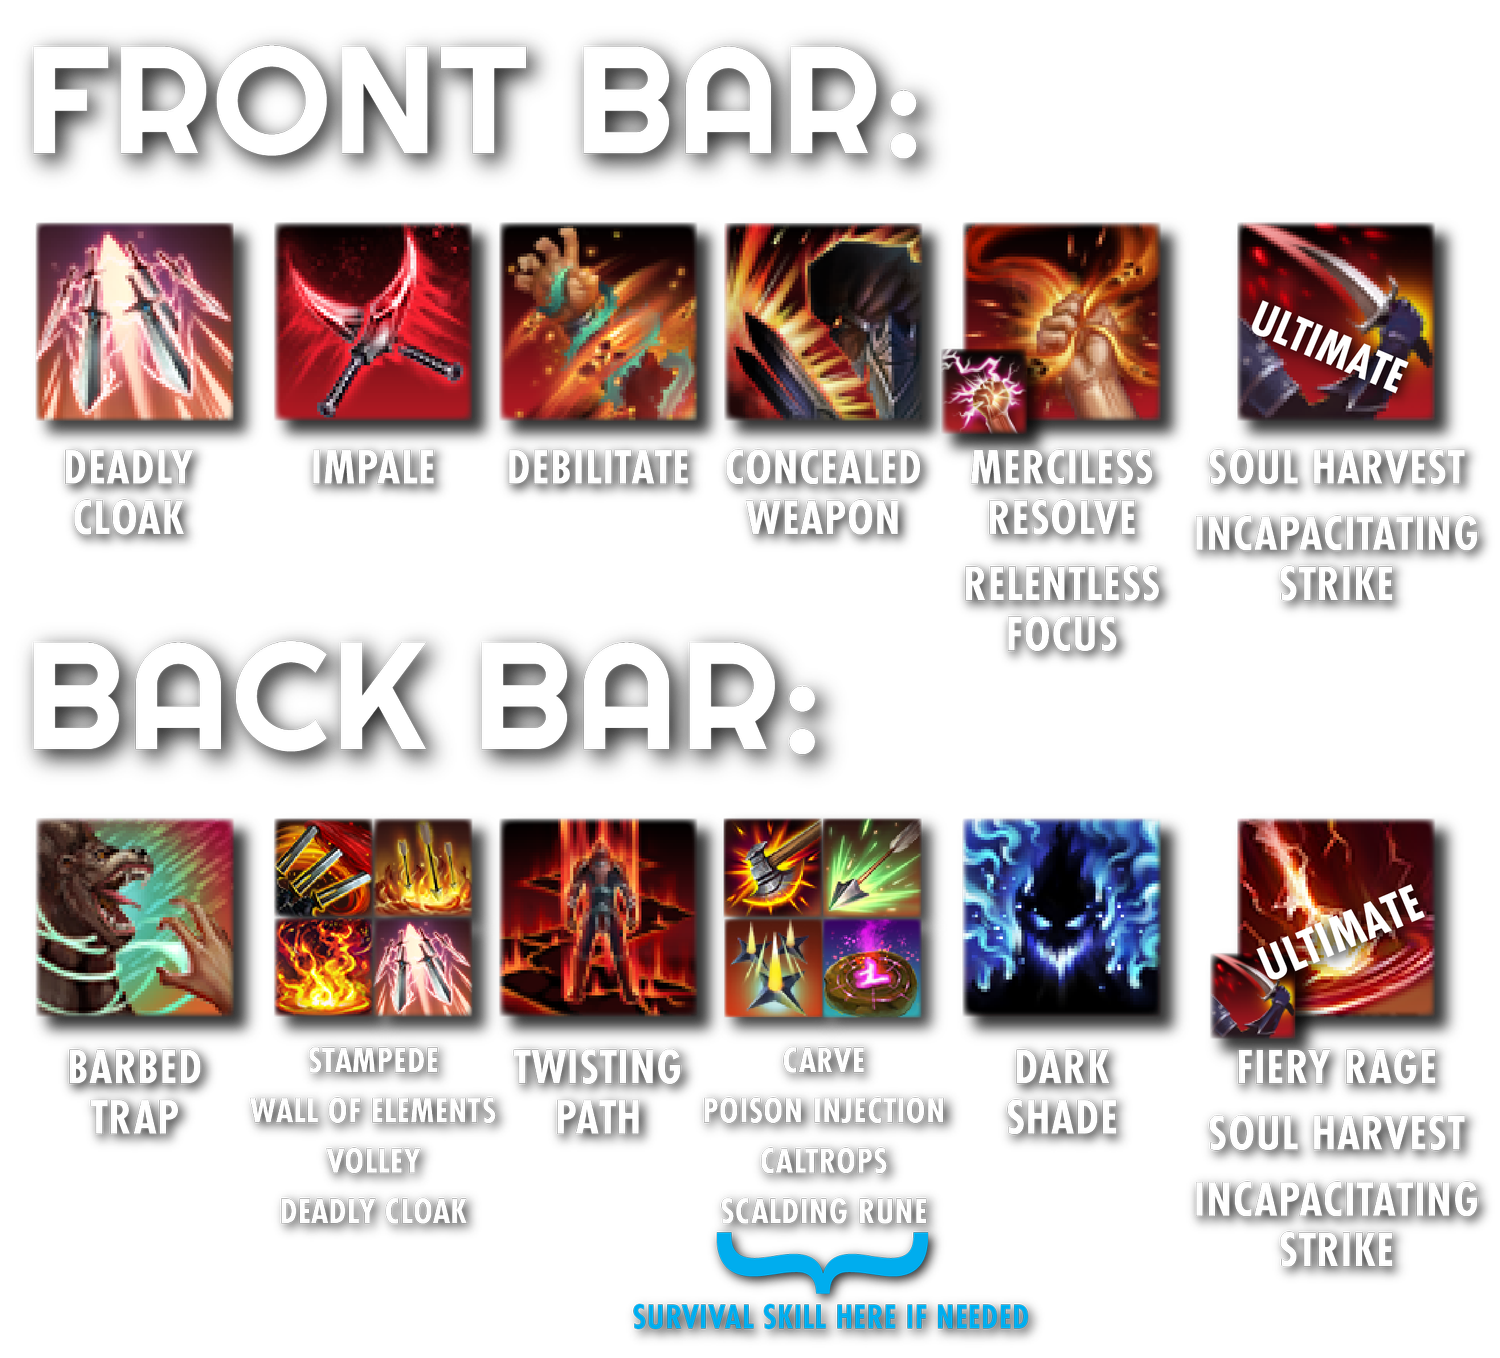 FRONT BAR:
ULTIMATE
DEADLY
CLOAK
IMPALE
DEBILITATE
CONCEALED
WEAPON
MERCILESS
RESOLVE
RELENTLESS
FOCUS
SOUL HARVEST
INCAPACITATING
STRIKE
BACK BAR:
ULTIMATE
BARBED
TRAP
STAMPEDE
WALL OF ELEMENTS
VOLLEY
DEADLY CLOAK
TWISTING
PATH
CARVE
POISON INJECTION
CALTROPS
SCALDING RUNE
SURVIVAL SKILL HERE IF NEEDED
DARK
SHADE
FIERY RAGE
SOUL HARVEST
INCAPACITATING
STRIKE